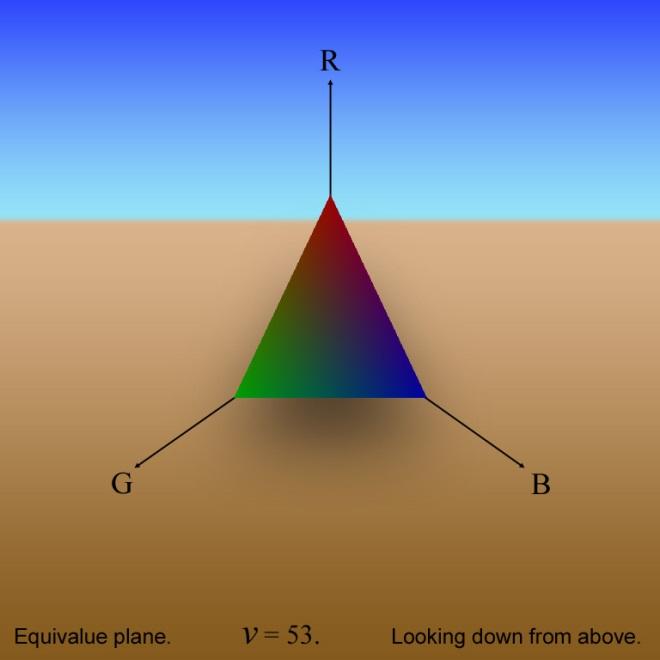 R
G
B
Equivalue plane. v = 53. Looking down from above.